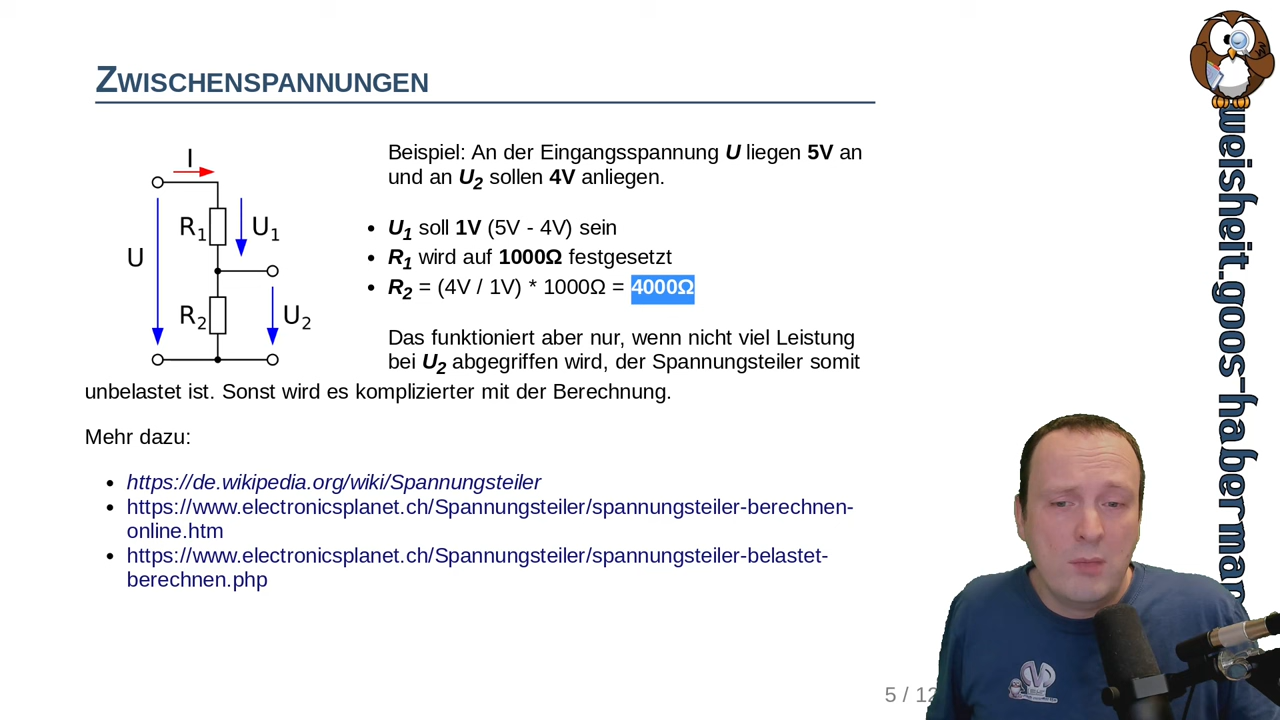 ZWISCHENSPANNUNGEN
I
R1
U1
U
R2
U2
Beispiel: An der Eingangsspannung U liegen 5V an
und an U2 sollen 4V anliegen.
• U1 soll 1V (5V - 4V) sein
• R1 wird auf 1000Ω festgesetzt
• R2 = (4V / 1V) * 1000Ω = 4000Ω
Das funktioniert aber nur, wenn nicht viel Leistung
bei U2 abgegriffen wird, der Spannungsteiler somit
unbelastet ist. Sonst wird es komplizierter mit der Berechnung.
Mehr dazu:
• https://de.wikipedia.org/wiki/Spannungsteiler
• https://www.electronicsplanet.ch/Spannungsteiler/spannungsteiler-berechnen-
online.htm
• https://www.electronicsplanet.ch/Spannungsteiler/spannungsteiler-belastet-
berechnen.php
5 / 12
weisheit.goos-haberman